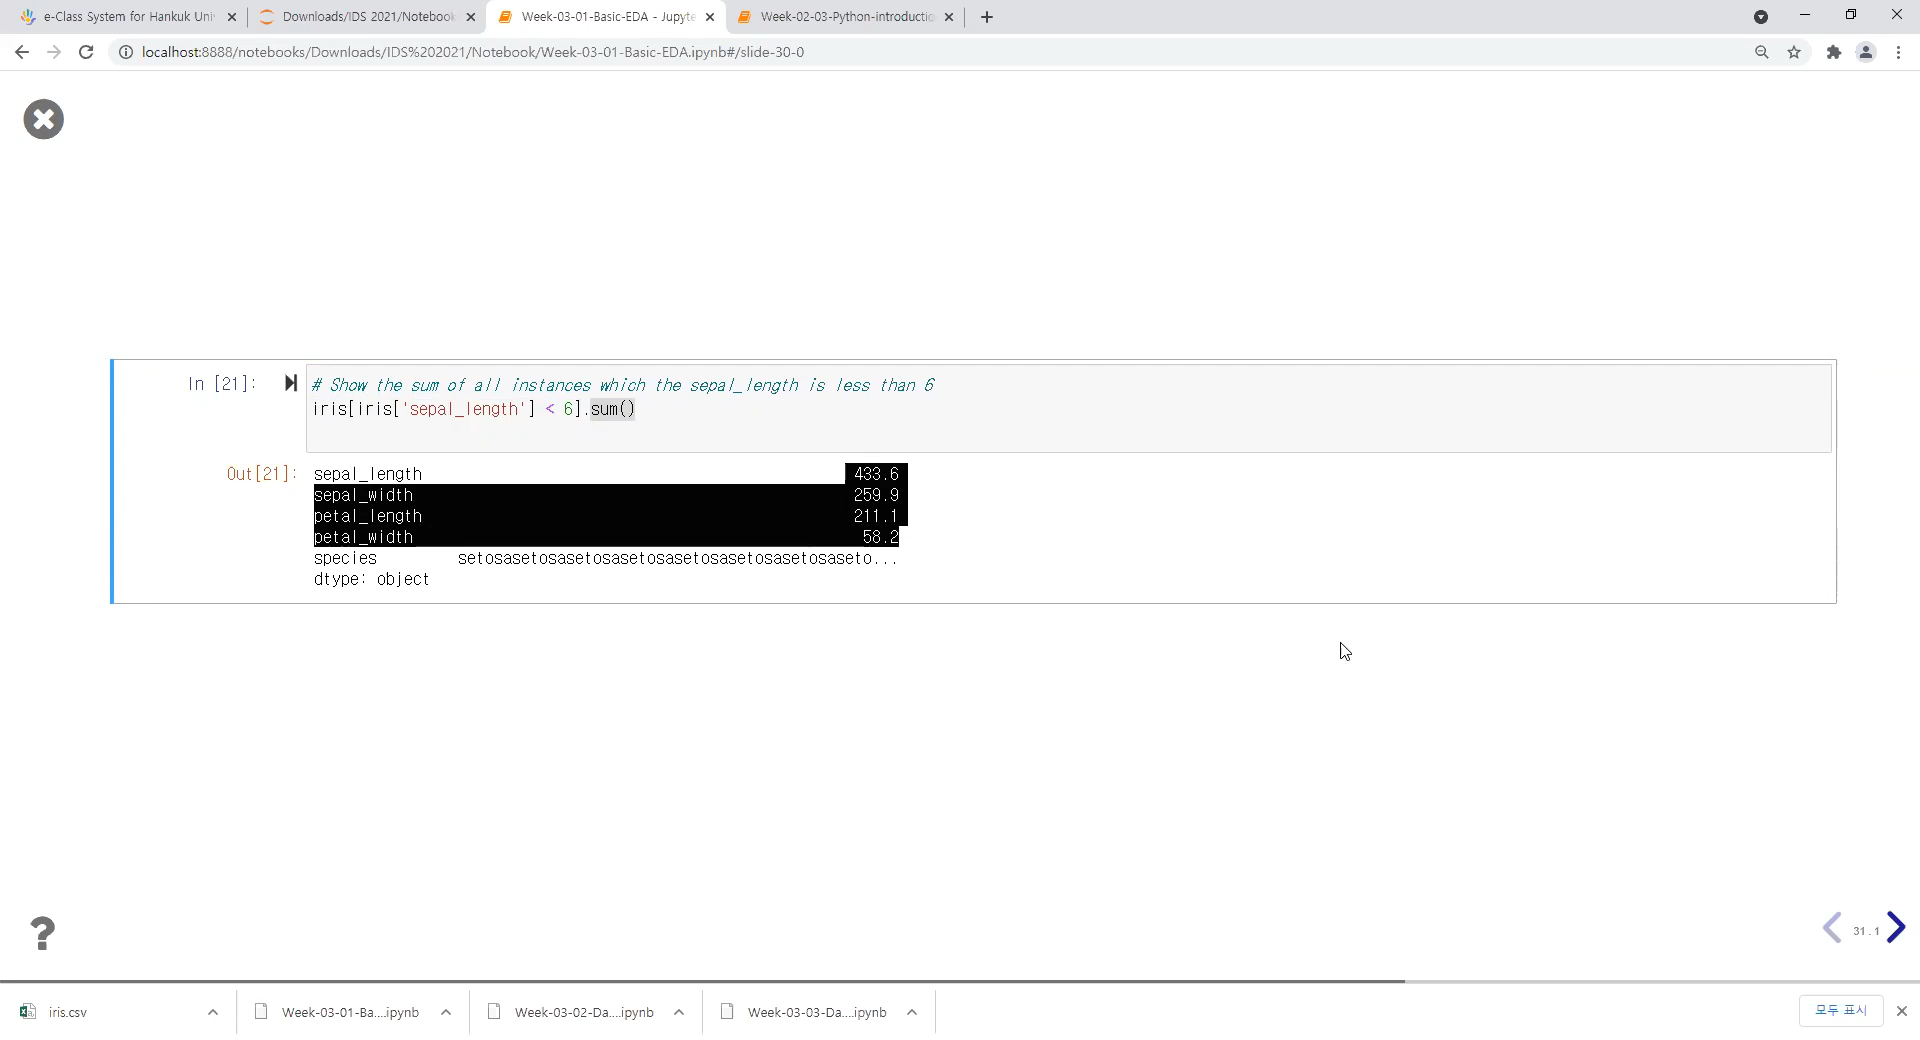 e-Class System for Hankuk Uni
Downloads/IDS 2021/Notebook
Week-03-01-Basic-EDA - Jupyte
Week-02-03-Python-introductio
localhost:8888/notebooks/Downloads/IDS%202021/Notebook/Week-03-01-Basic-EDA.ipynb#/slide-30-0
In [21]:
# Show the sum of all instances which the sepal_length is less than 6
iris[iris['sepal_length'] < 6].sum()
Out[21]:
sepal_length 433.6
sepal_width 259.9
petal_length 211.1
petal_width 58.2
species setosasetosasetosasetosasetosasetosasetosaseto...
dtype: object
?
31.1
iris.csv
Week-03-01-Ba....ipynb
Week-03-02-Da....ipynb
Week-03-03-Da....ipynb
모두 표시